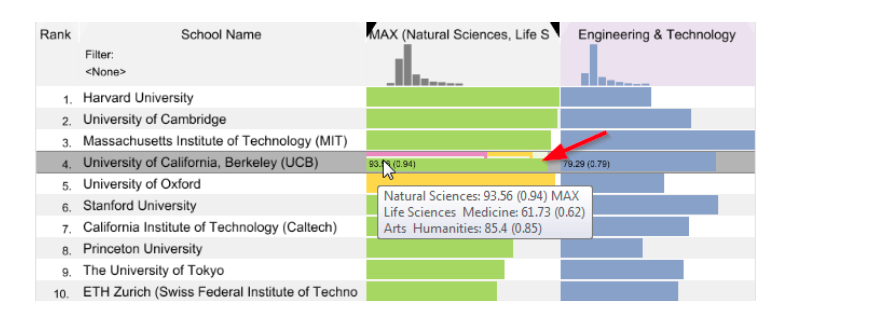 Rank School Name MAX (Natural Sciences, Life S Engineering & Technology
Filter:
<None>
1. Harvard University
2. University of Cambridge
3. Massachusetts Institute of Technology (MIT)
4. University of California, Berkeley (UCB) 93.56 (0.94) 79.29 (0.79)
5. University of Oxford
Natural Sciences: 93.56 (0.94) MAX
6. Stanford University
Life Sciences Medicine: 61.73 (0.62)
7. California Institute of Technology (Caltech)
Arts Humanities: 85.4 (0.85)
8. Princeton University
9. The University of Tokyo
10. ETH Zurich (Swiss Federal Institute of Techno